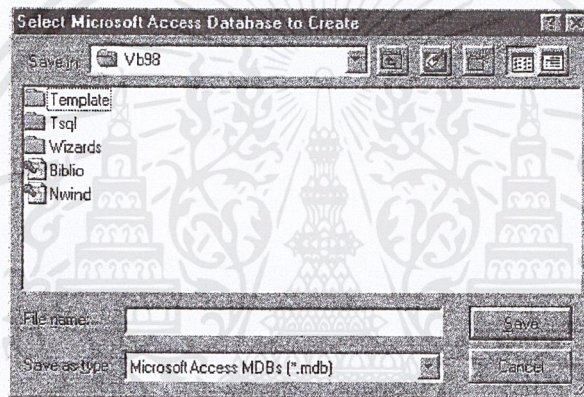 Select Microsoft Access Database to Create
Save in: Vb98
Template
Tsql
Wizards
Biblio
Nwind
File name:
Save
Save as type: Microsoft Access MDBs (*.mdb)
Cancel